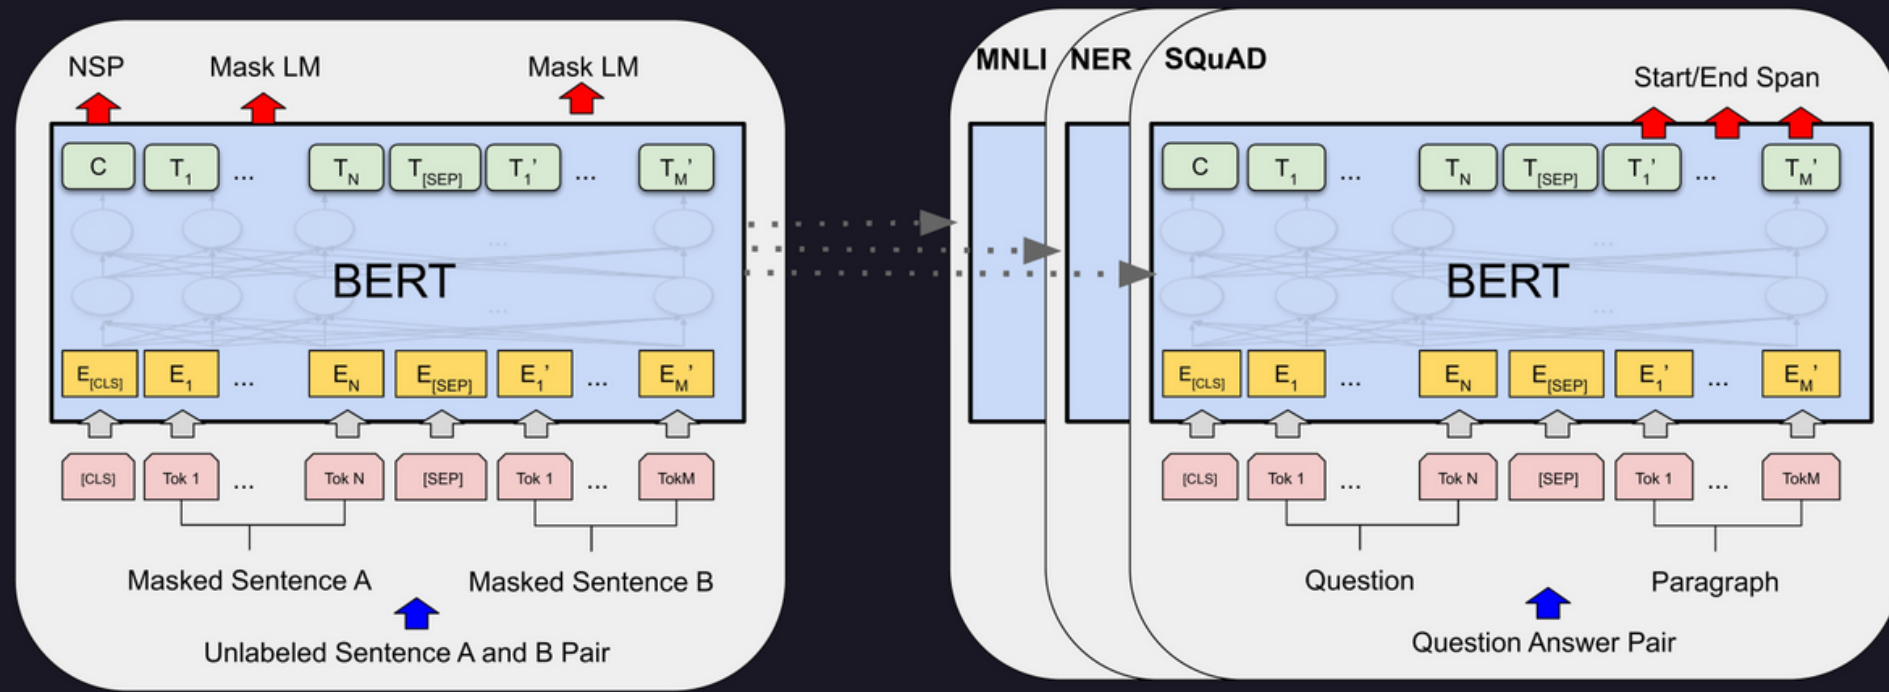 NSP Mask LM Mask LM
C T1 ... TN T[SEP] T1' ... TM'
BERT
...
...
E[CLS] E1 ... EN E[SEP] E1' ... EM'
[CLS] Tok 1 ... Tok N [SEP] Tok 1 ... TokM
Masked Sentence A Masked Sentence B
Unlabeled Sentence A and B Pair
MNLI NER SQuAD
Start/End Span
C T1 ... TN T[SEP] T1' ... TM'
...
BERT
...
E[CLS] E1 ... EN E[SEP] E1' ... EM'
[CLS] Tok 1 ... Tok N [SEP] Tok 1 ... TokM
Question Paragraph
Question Answer Pair